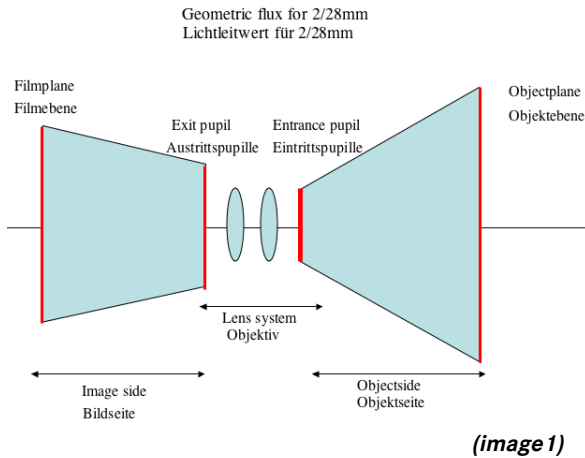 Geometric flux for 2/28mm
Lichtleitwert für 2/28mm
Filmplane
Filmebene
Exit pupil
Austrittspupille
Entrance pupil
Eintrittspupille
Objectplane
Objektebene
Lens system
Objektiv
Image side
Bildseite
Objectside
Objektseite
(image1)